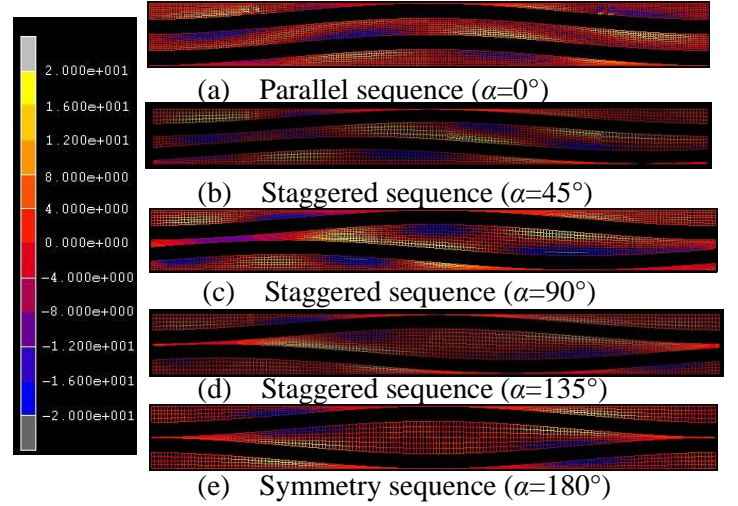 2.000e+001
1.600e+001
1.200e+001
8.000e+000
4.000e+000
0.000e+000
-4.000e+000
-8.000e+000
-1.200e+001
-1.600e+001
-2.000e+001
(a) Parallel sequence (α=0°)
(b) Staggered sequence (α=45°)
(c) Staggered sequence (α=90°)
(d) Staggered sequence (α=135°)
(e) Symmetry sequence (α=180°)